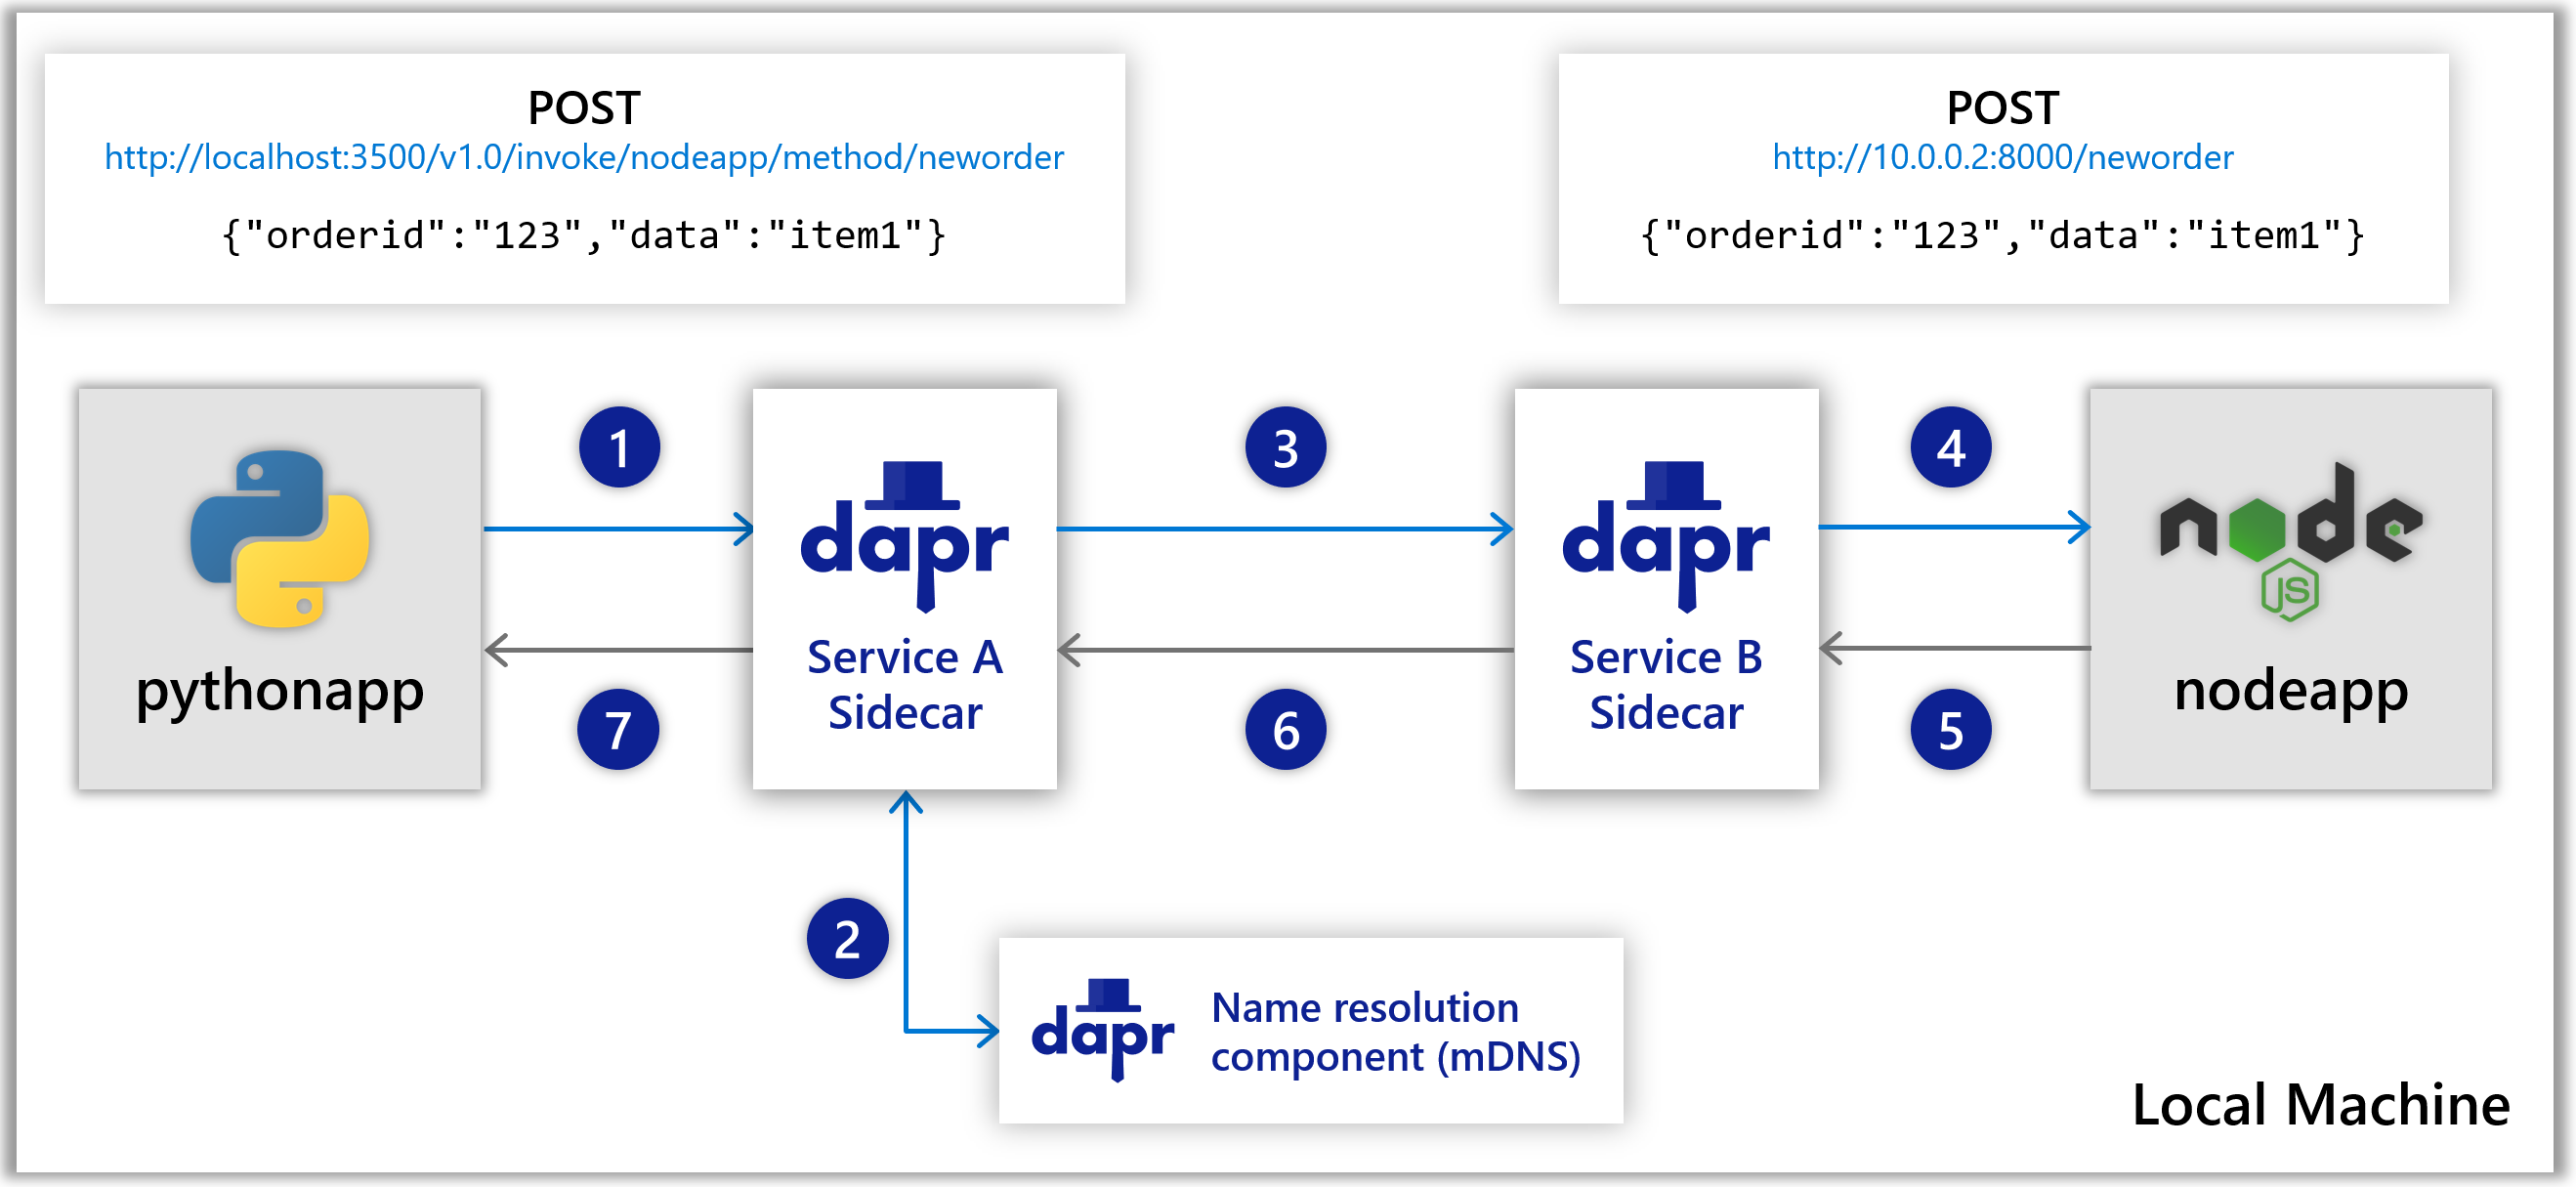 POST
http://localhost:3500/v1.0/invoke/nodeapp/method/neworder
{"orderid":"123","data":"item1"}
POST
http://10.0.0.2:8000/neworder
{"orderid":"123","data":"item1"}
pythonapp
1
7
dapr
Service A
Sidecar
3
6
dapr
Service B
Sidecar
4
5
node
JS
nodeapp
2
dapr
Name resolution
component (mDNS)
Local Machine